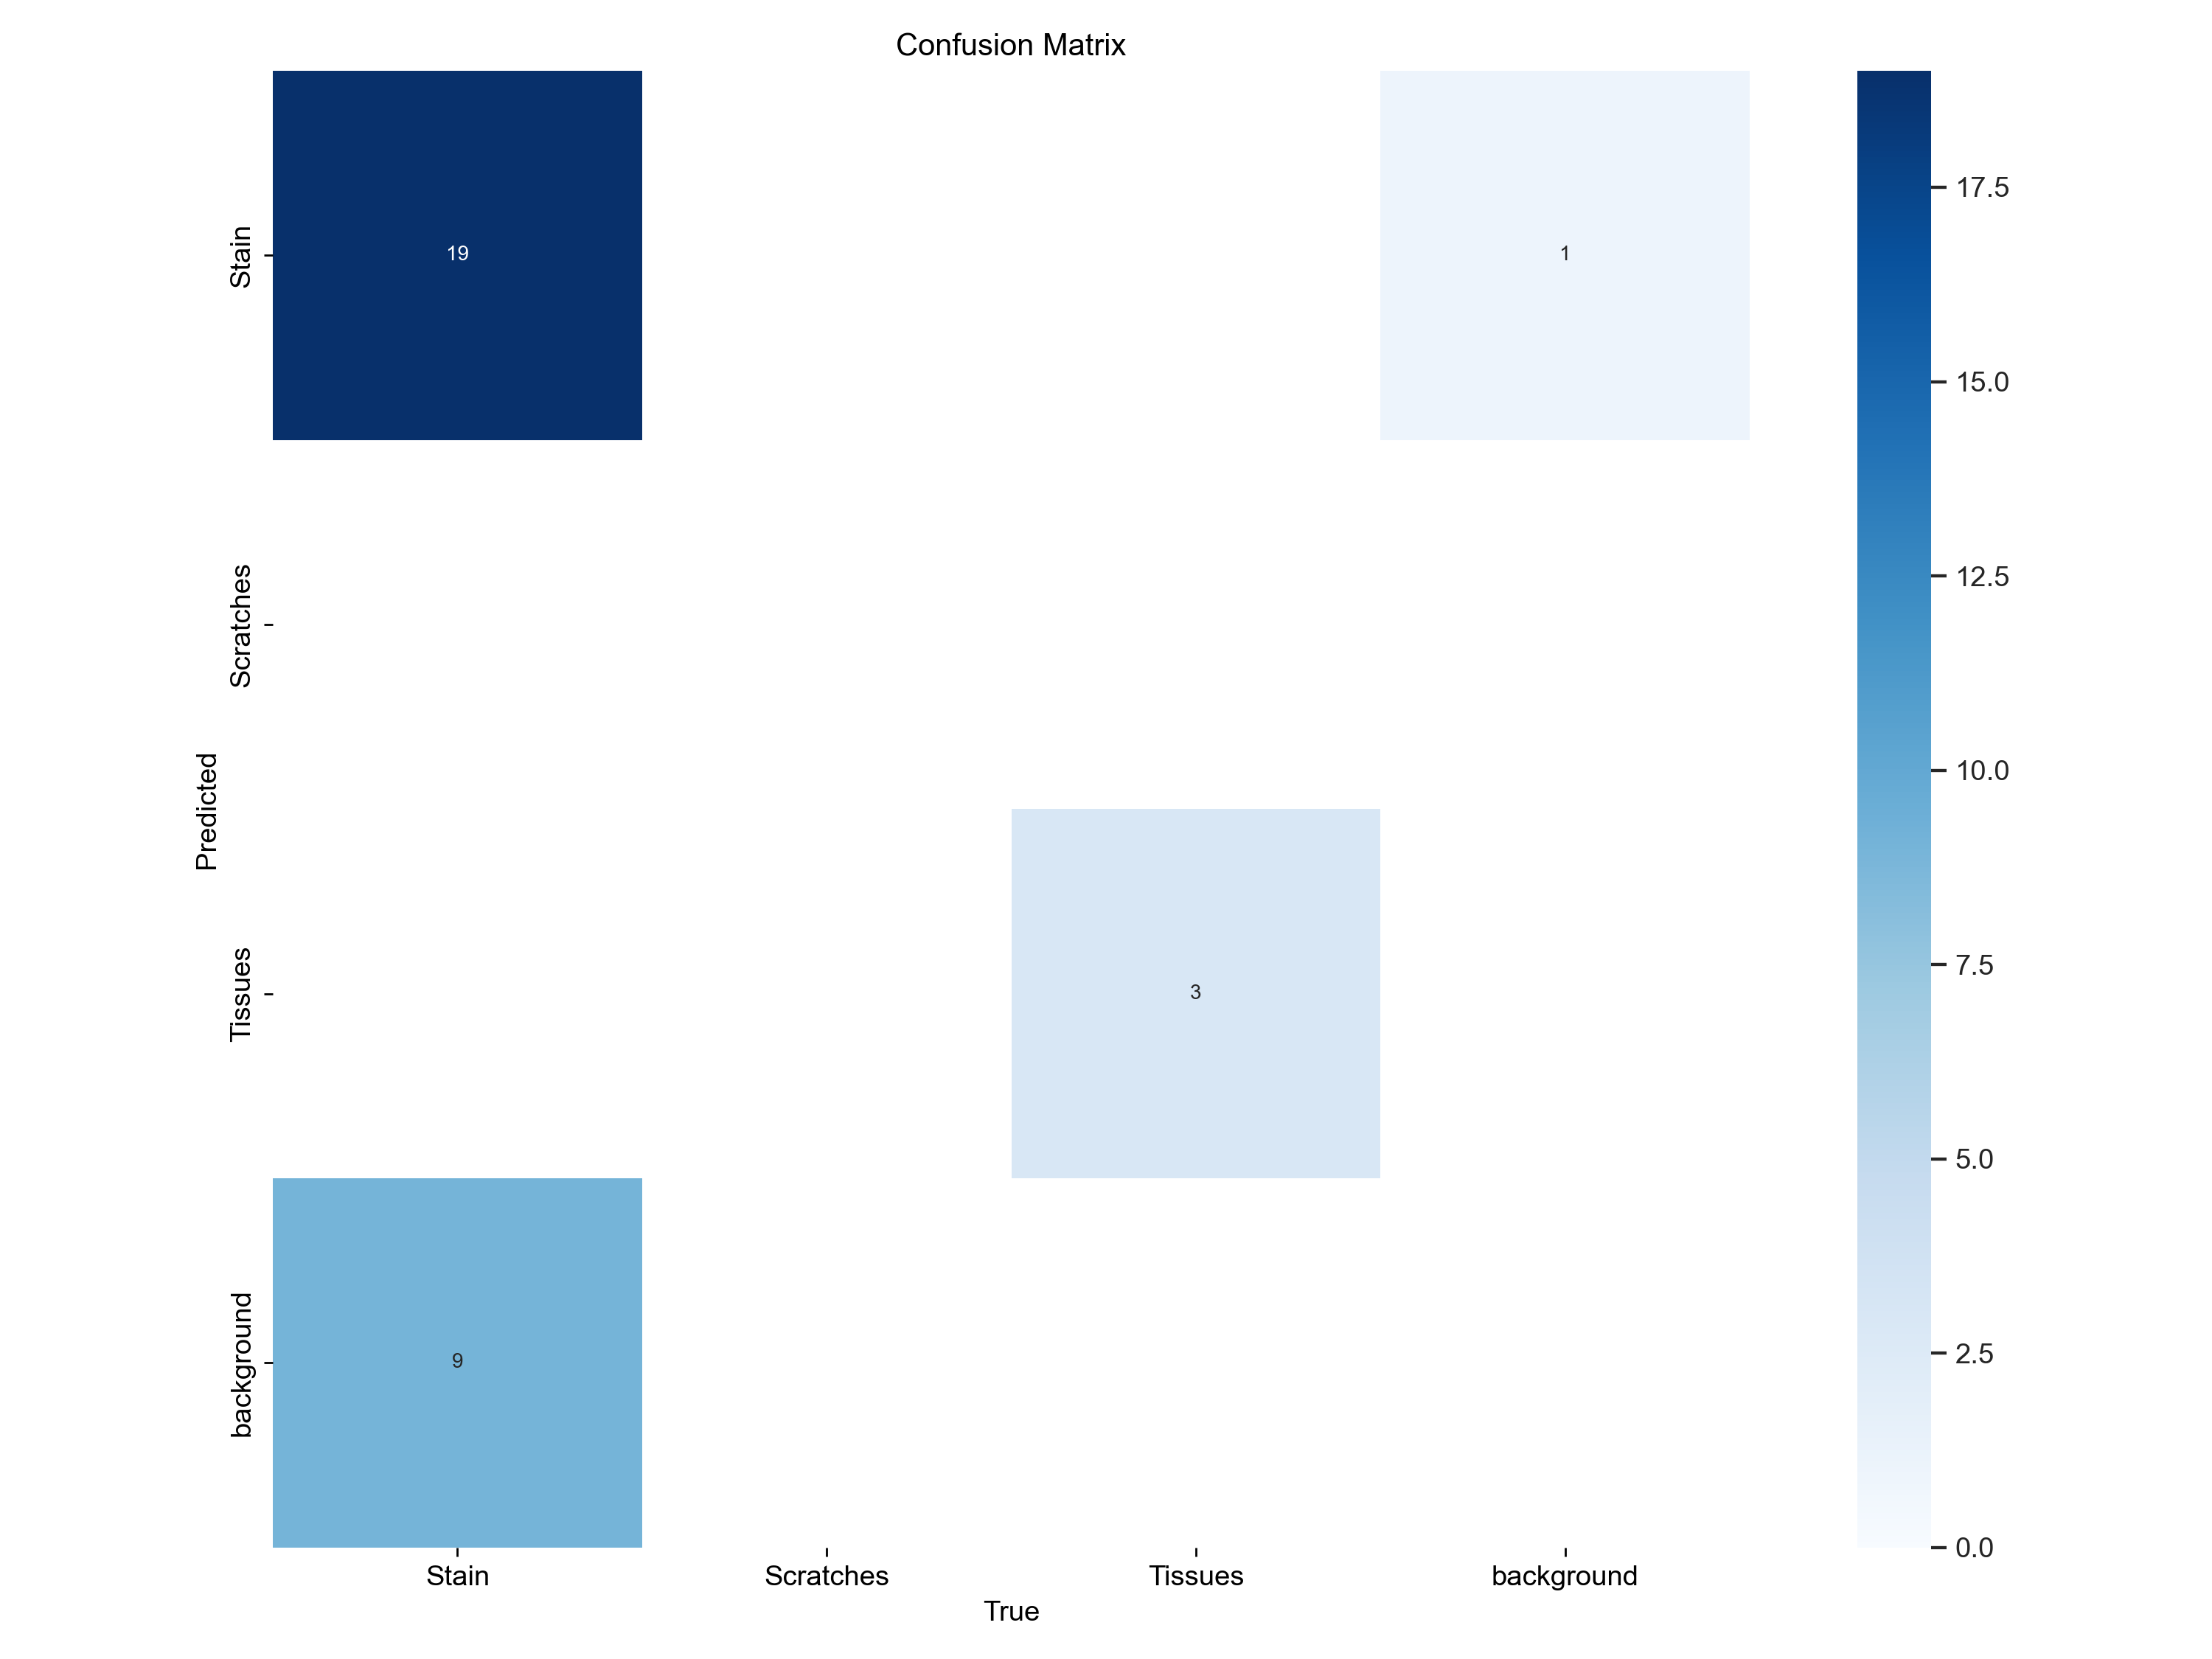 Confusion Matrix
Stain
Scratches
Tissues
background
Predicted
19
1
3
9
Stain
Scratches
Tissues
background
True
17.5
15.0
12.5
10.0
7.5
5.0
2.5
0.0